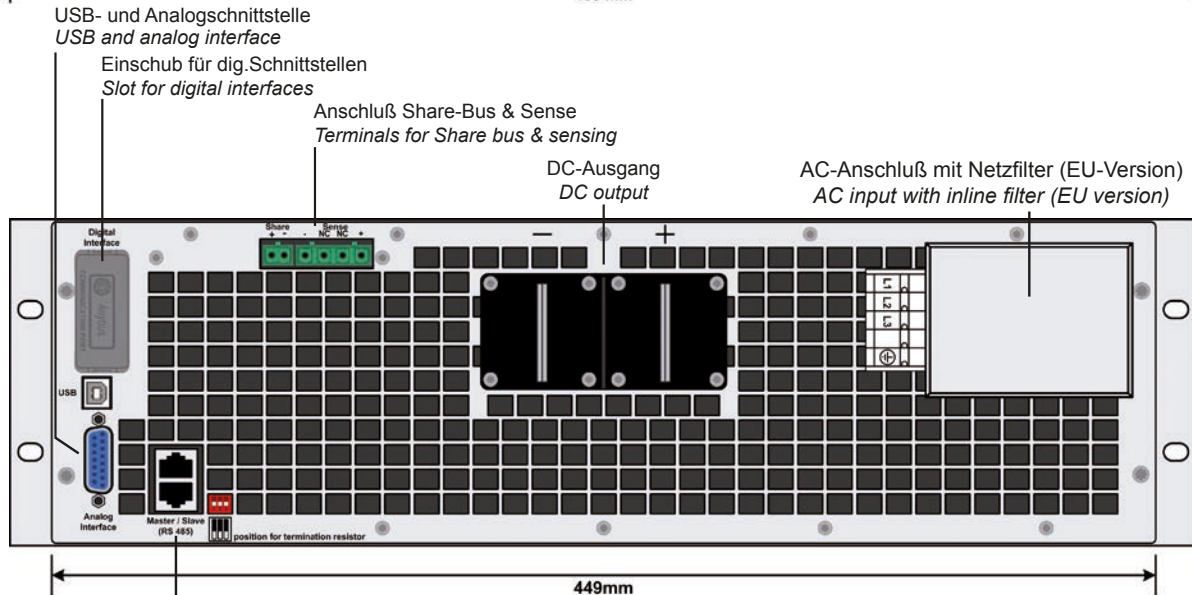 USB- und Analogschnittstelle
USB and analog interface
Einschub für dig.Schnittstellen
Slot for digital interfaces
Anschluß Share-Bus & Sense
Terminals for Share bus & sensing
DC-Ausgang
DC output
AC-Anschluß mit Netzfilter (EU-Version)
AC input with inline filter (EU version)
Digital
Interface
Share
+ -
Sense
- NC NC +
− +
L1
L2
L3
USB
Analog
Interface
Master / Slave
(RS 485)
position for termination resistor
449mm